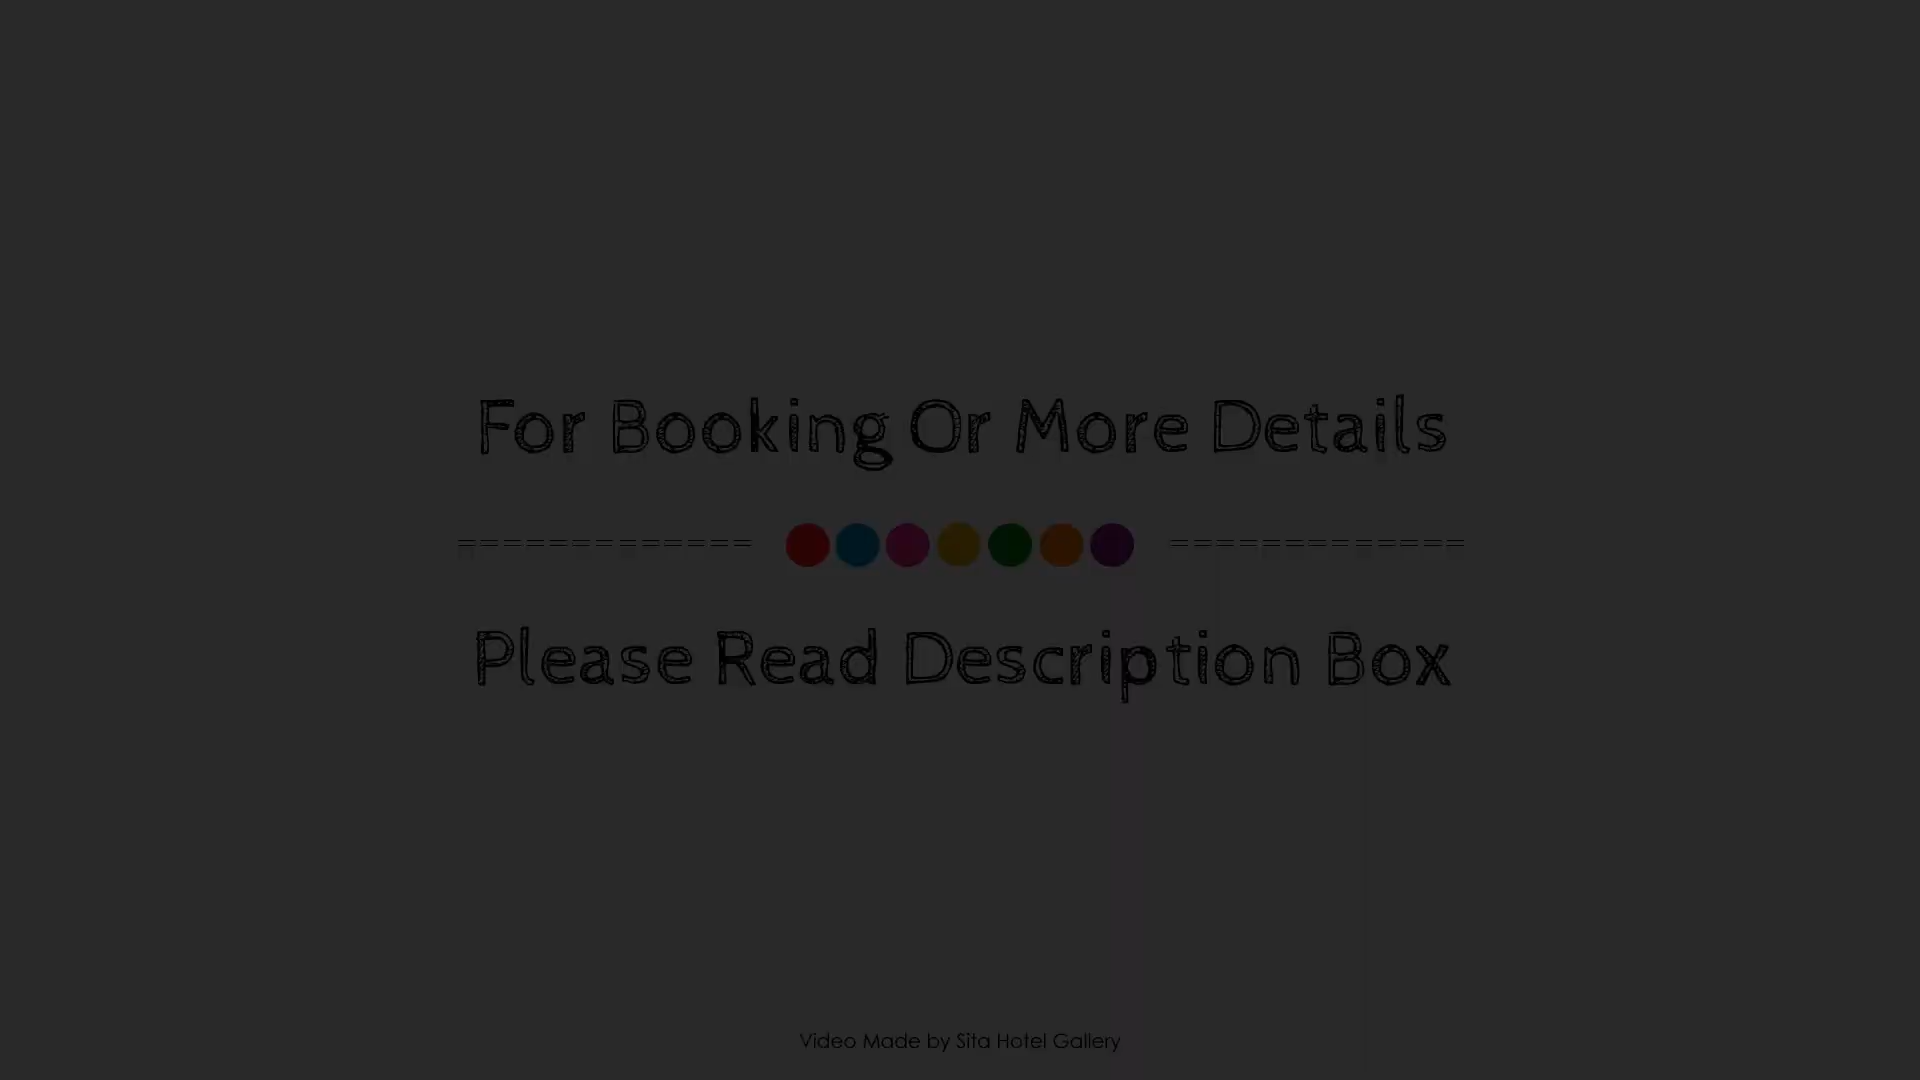 For Booking Or More Details
============= =============
Please Read Description Box
Video Made by Sita Hotel Gallery